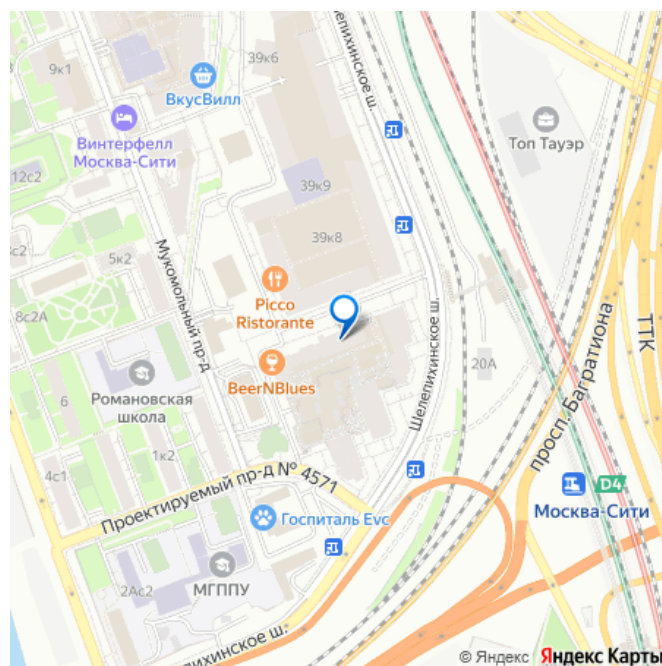 39к6
Шелепихинское ш.
9к1
ВкусВилл
Винтерфелл
Москва-Сити
Топ Тауэр
12с2
39к9
39к8
5к2
8с2А
Мукомольный пр-д
Picco
Ristorante
Шелепихинское ш.
просп. Багратиона
ТТК
20А
BeerNBlues
Романовская
школа
6
1к2
4с1
Проектируемый пр-д № 4571
D4
Москва-Сити
Госпиталь Evc
МГППУ
2Ас2
лепихинское ш.
© Яндекс Яндекс Карты